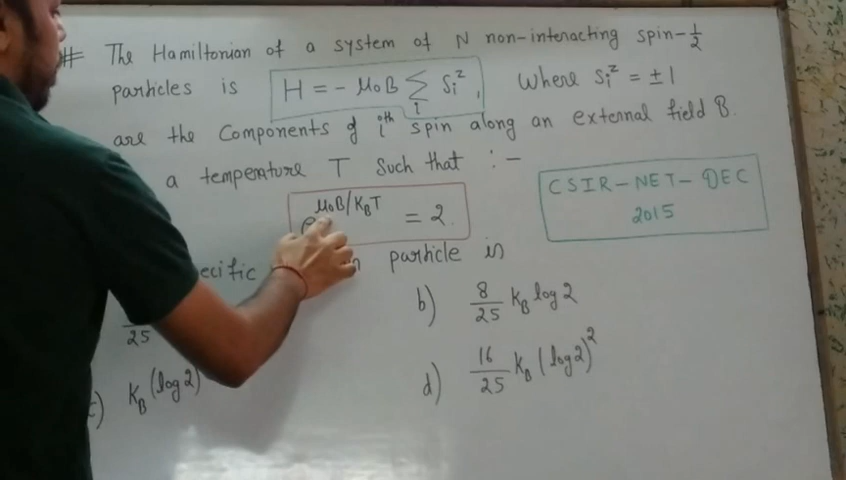 # The Hamiltonian of a system of N non-interacting spin-½
particles is H = - μ₀B ∑ᵢ Sᵢᶻ, where Sᵢᶻ = ±1
are the Components of iᵗʰ spin along an external field B.
a temperature T Such that :-
e^{μ₀B/K_BT} = 2.
CSIR-NET-DEC
2015
ecific particle is
25
b) 8/25 K_B log 2
c) K_B (log 2)
d) 16/25 K_B (log 2)²